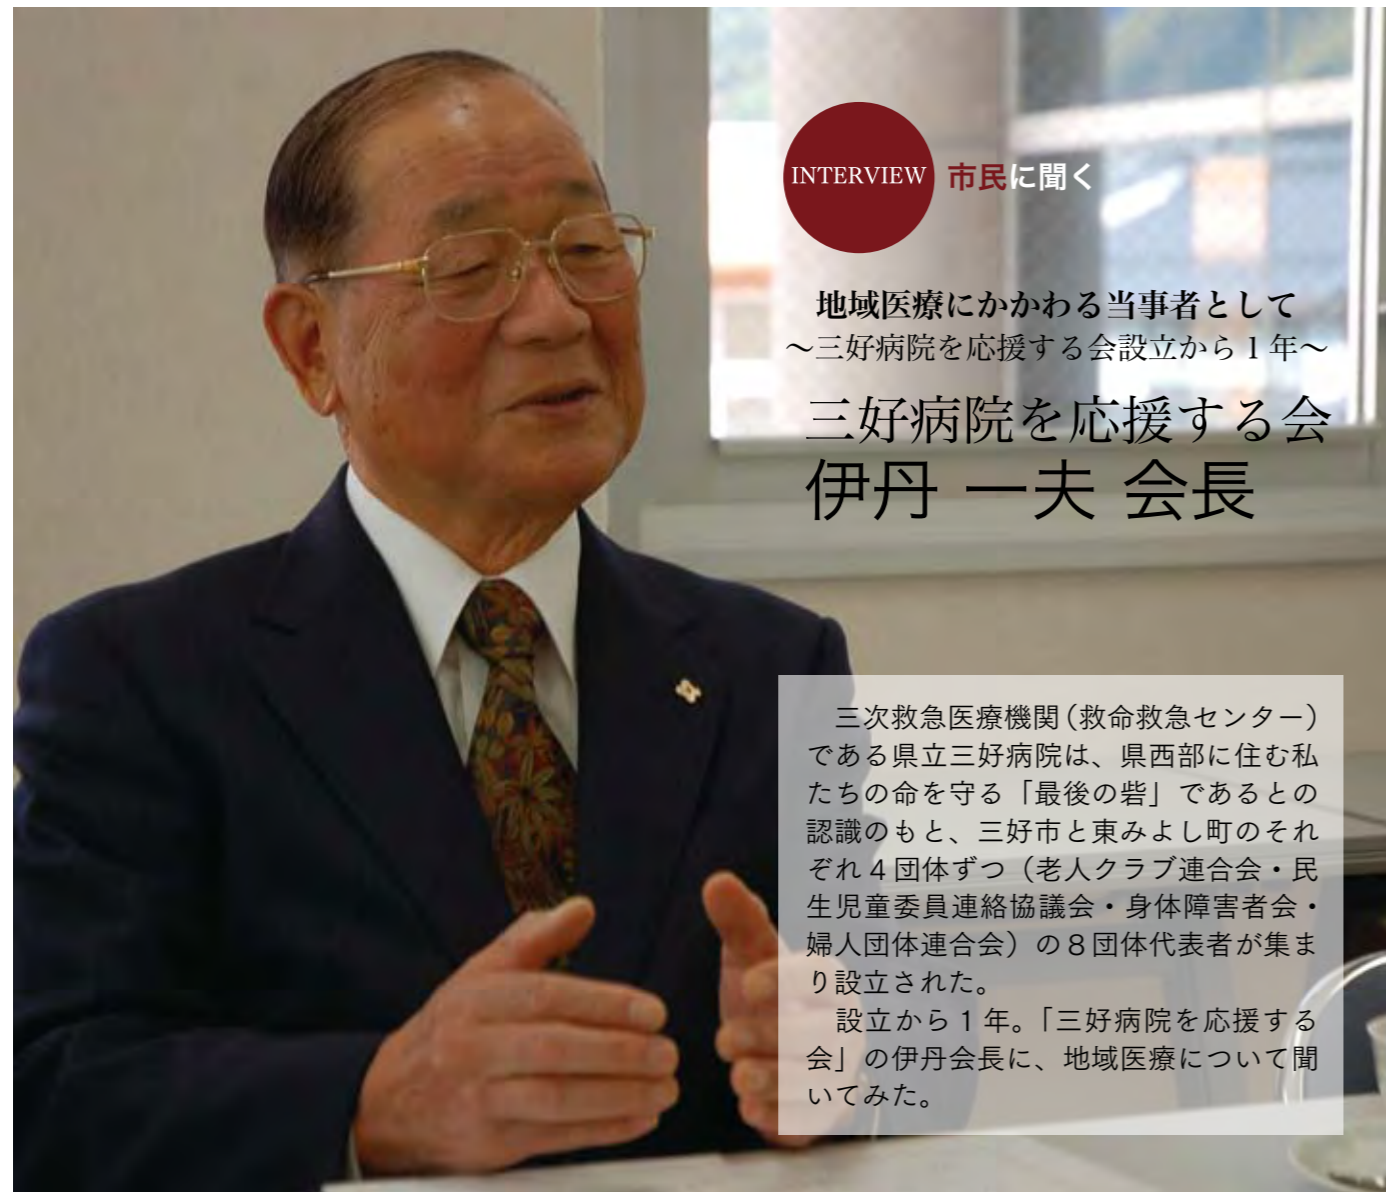 INTERVIEW 市民に聞く
地域医療にかかわる当事者として
～三好病院を応援する会設立から１年～
三好病院を応援する会
伊丹 一夫 会長
三次救急医療機関（救命救急センター）
である県立三好病院は、県西部に住む私
たちの命を守る「最後の砦」であるとの
認識のもと、三好市と東みよし町のそれ
ぞれ４団体ずつ（老人クラブ連合会・民
生児童委員連絡協議会・身体障害者会・
婦人団体連合会）の８団体代表者が集ま
り設立された。
設立から１年。「三好病院を応援する
会」の伊丹会長に、地域医療について聞
いてみた。